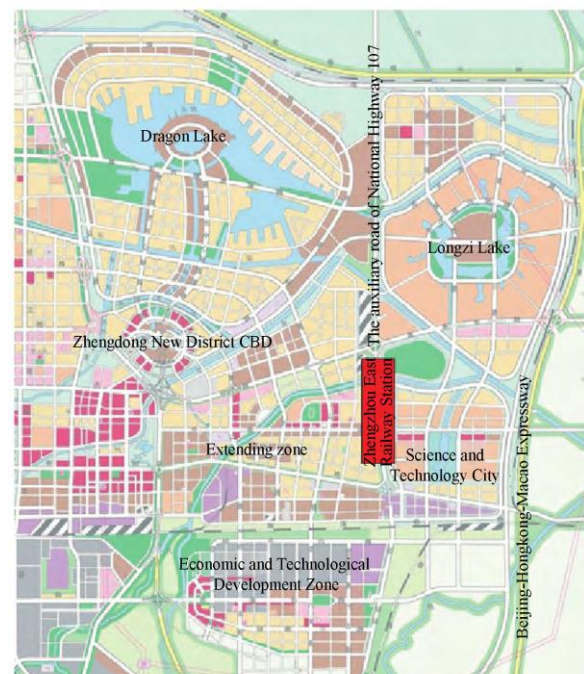 The auxiliary road of National Highway 107
Dragon Lake
Longzi Lake
Zhengdong New District CBD
Zhengzhou East
Railway Station
Extending zone
Science and
Technology City
Beijing-Hongkong-Macao Expressway
Economic and Technological
Development Zone